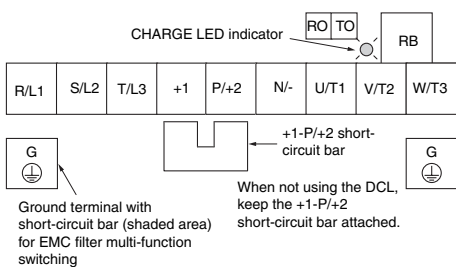 RO TO
CHARGE LED indicator
RB
R/L1 S/L2 T/L3 +1 P/+2 N/- U/T1 V/T2 W/T3
+1-P/+2 short-
circuit bar
G
G
When not using the DCL,
keep the +1-P/+2
short-circuit bar attached.
Ground terminal with
short-circuit bar (shaded area)
for EMC filter multi-function
switching